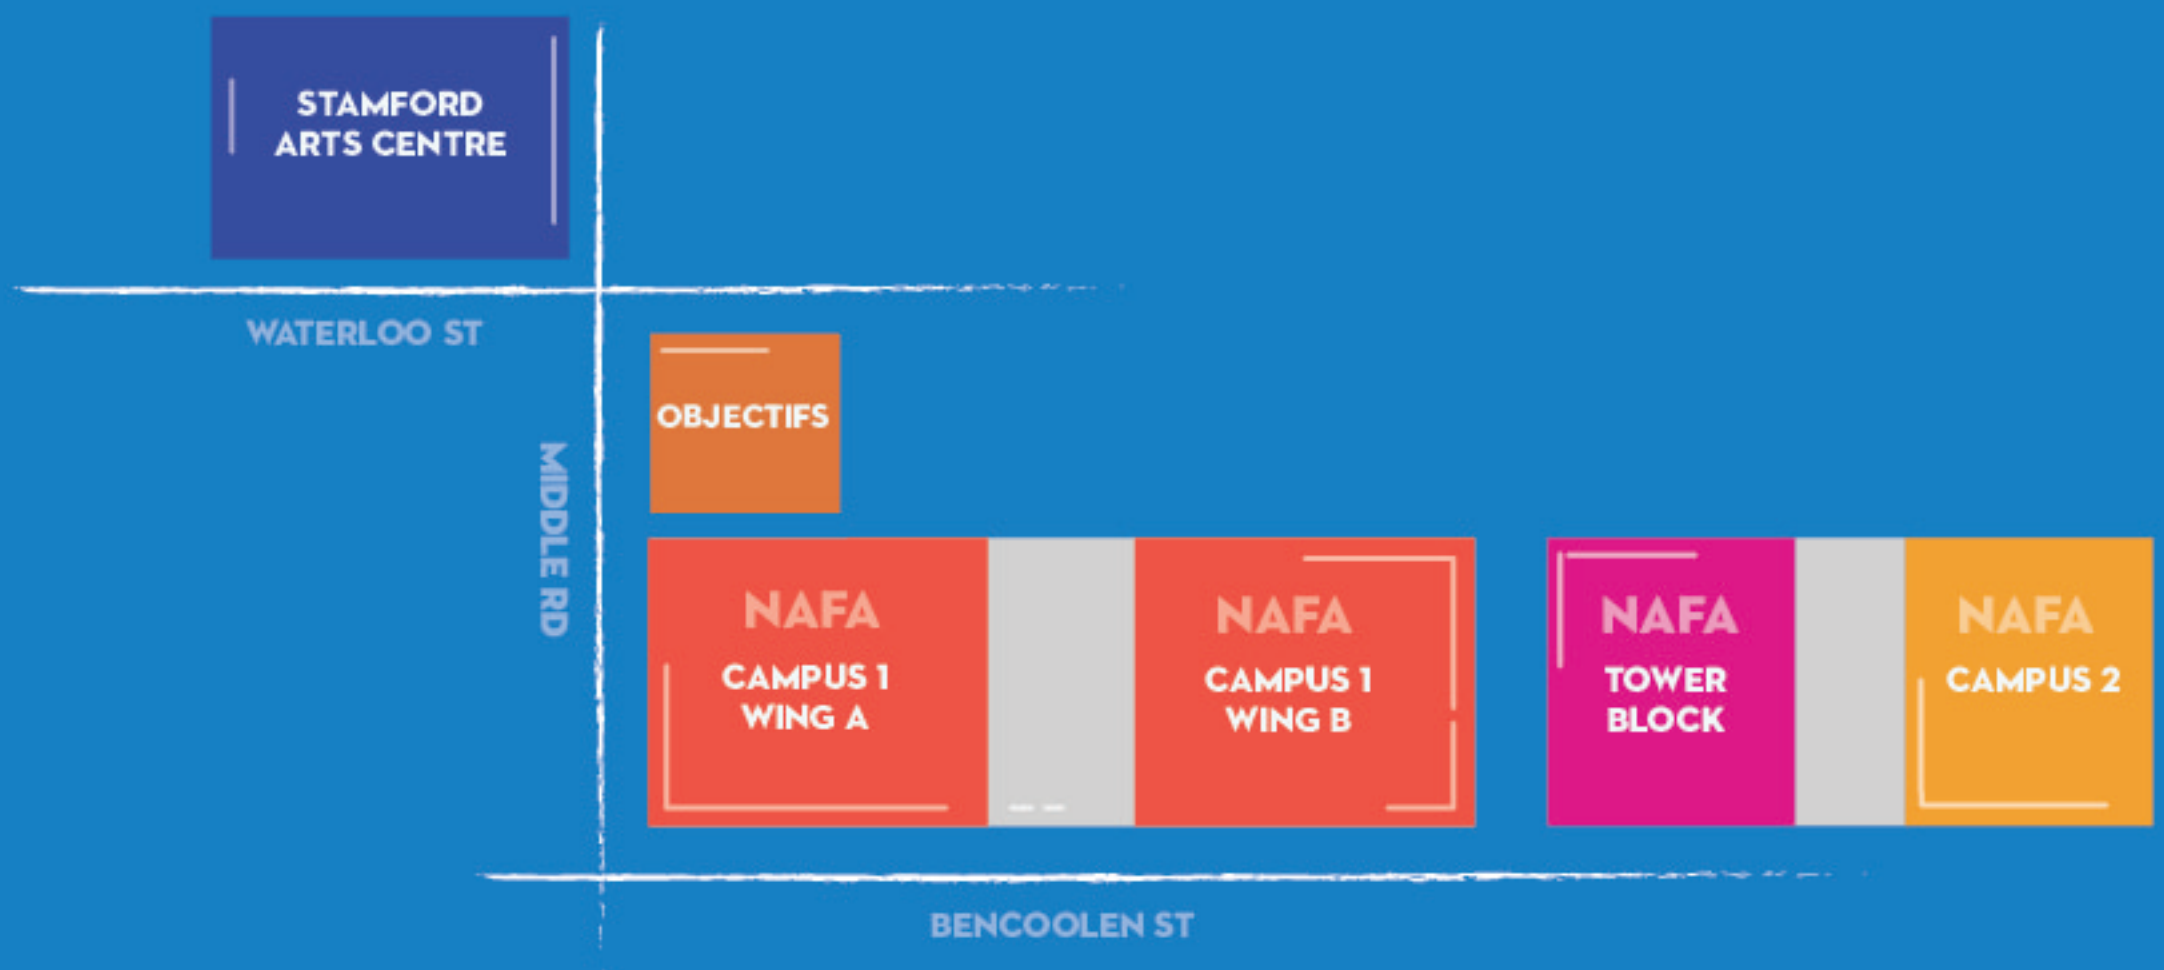 STAMFORD
ARTS CENTRE
WATERLOO ST
OBJECTIFS
MIDDLE RD
NAFA
CAMPUS 1
WING A
NAFA
CAMPUS 1
WING B
NAFA
TOWER
BLOCK
NAFA
CAMPUS 2
BENCOOLEN ST